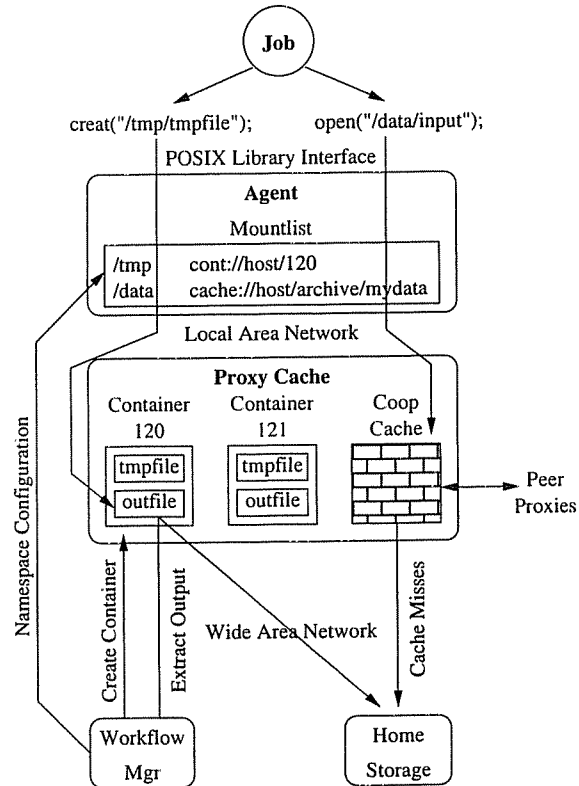 Job
creat("/tmp/tmpfile");
open("/data/input");
POSIX Library Interface
Agent
Mountlist
/tmp cont://host/120
/data cache://host/archive/mydata
Local Area Network
Proxy Cache
Container
120
Container
121
Coop
Cache
tmpfile
outfile
tmpfile
outfile
Peer
Proxies
Namespace Configuration
Create Container
Extract Output
Wide Area Network
Cache Misses
Workflow
Mgr
Home
Storage